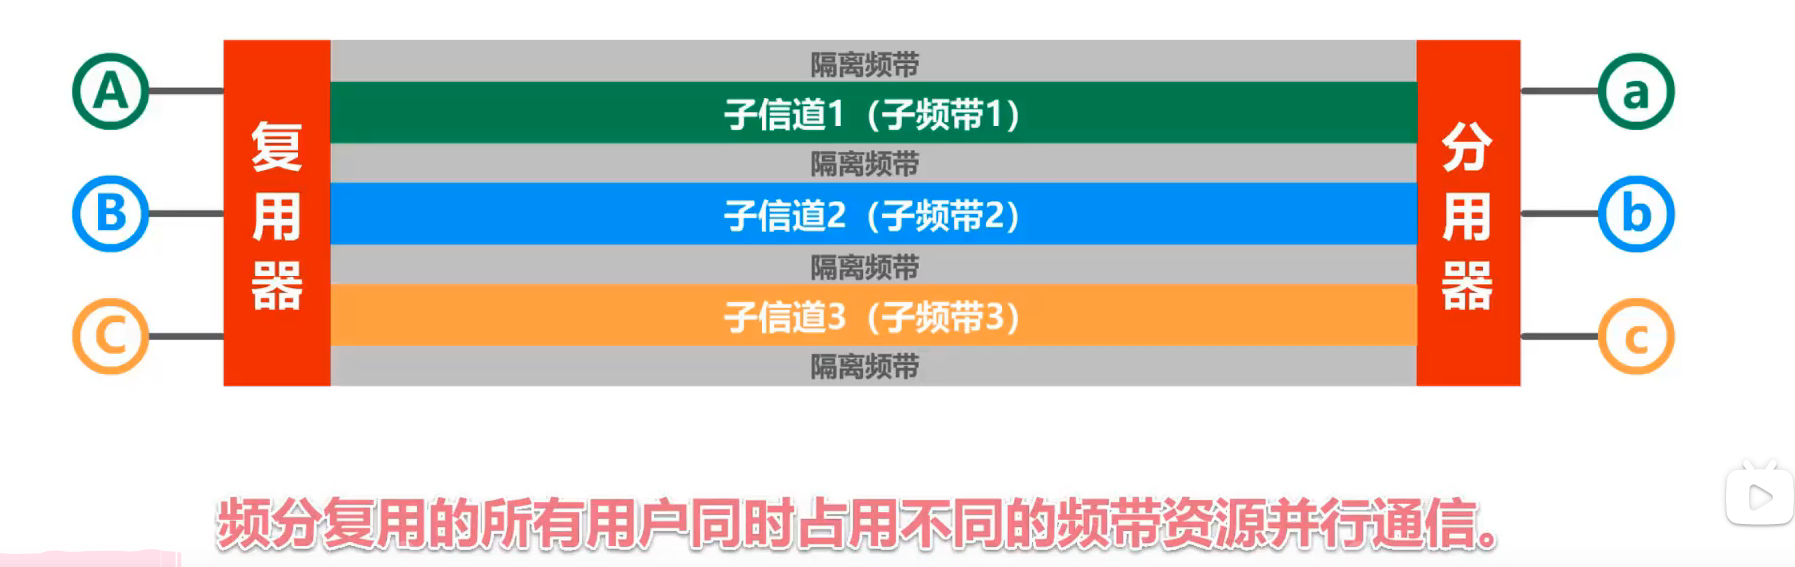 隔离频带
A
子信道1（子频带1）
a
隔离频带
B
复用器
子信道2（子频带2）
分用器
b
隔离频带
C
子信道3（子频带3）
c
隔离频带
频分复用的所有用户同时占用不同的频带资源并行通信。